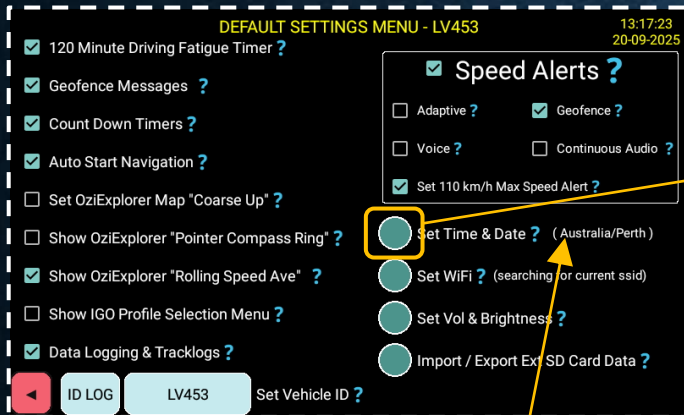 DEFAULT SETTINGS MENU - LV453
13:17:23
20-09-2025
120 Minute Driving Fatigue Timer ?
Geofence Messages ?
Count Down Timers ?
Auto Start Navigation ?
Set OziExplorer Map "Coarse Up" ?
Show OziExplorer "Pointer Compass Ring" ?
Show OziExplorer "Rolling Speed Ave" ?
Show IGO Profile Selection Menu ?
Data Logging & Tracklogs ?
Speed Alerts ?
Adaptive ? Geofence ?
Voice ? Continuous Audio ?
Set 110 km/h Max Speed Alert ?
Set Time & Date ? ( Australia/Perth )
Set WiFi ? (searching for current ssid)
Set Vol & Brightness ?
Import / Export Ext SD Card Data ?
ID LOG LV453 Set Vehicle ID ?